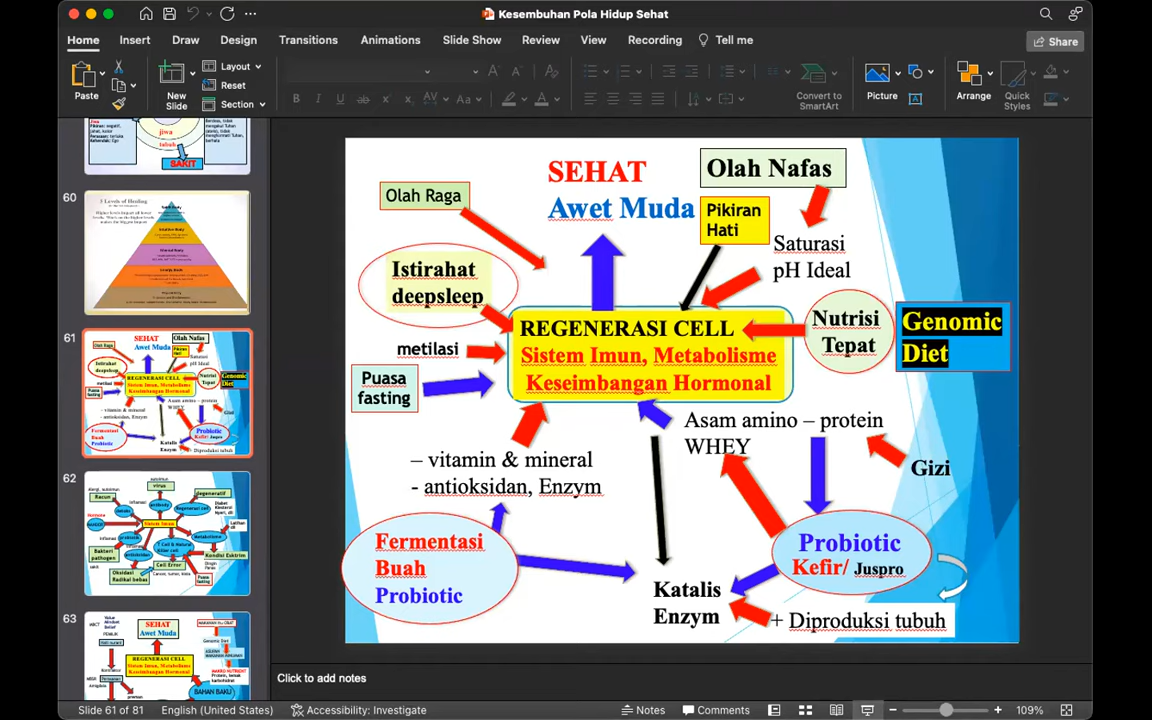 Kesembuhan Pola Hidup Sehat
Home Insert Draw Design Transitions Animations Slide Show Review View Recording Tell me
Share
Paste
New
Slide
Layout
Reset
Section
Convert to
SmartArt
Picture
Arrange
Quick
Styles
jiwa
tubuh
SAKIT
60
61
62
63
SEHAT
Awet Muda
Olah Raga
Olah Nafas
Pikiran
Hati
Saturasi
pH Ideal
Istirahat
deepsleep
REGENERASI CELL
Sistem Imun, Metabolisme
Keseimbangan Hormonal
Nutrisi
Tepat
Genomic
Diet
metilasi
Puasa
fasting
Asam amino – protein
WHEY
Gizi
– vitamin & mineral
- antioksidan, Enzym
Fermentasi
Buah
Probiotic
Probiotic
Kefir/ Juspro
Katalis
Enzym
+ Diproduksi tubuh
Click to add notes
Slide 61 of 81 English (United States) Accessibility: Investigate Notes Comments 109%